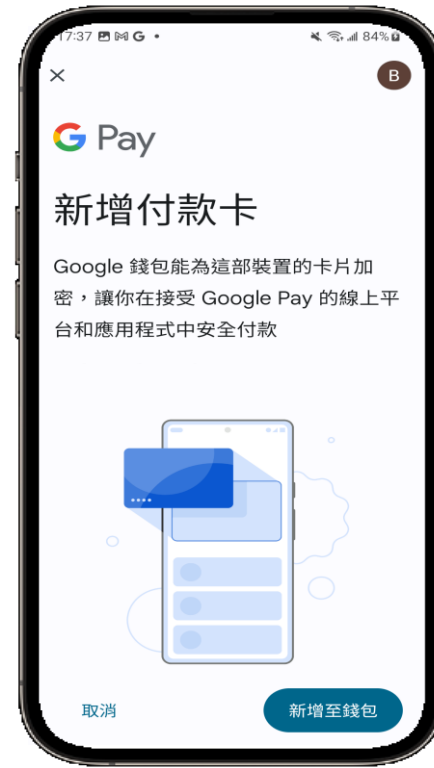 17:37 G • 84%
B
G Pay
新增付款卡
Google 錢包能為這部裝置的卡片加
密，讓你在接受 Google Pay 的線上平
台和應用程式中安全付款
取消 新增至錢包